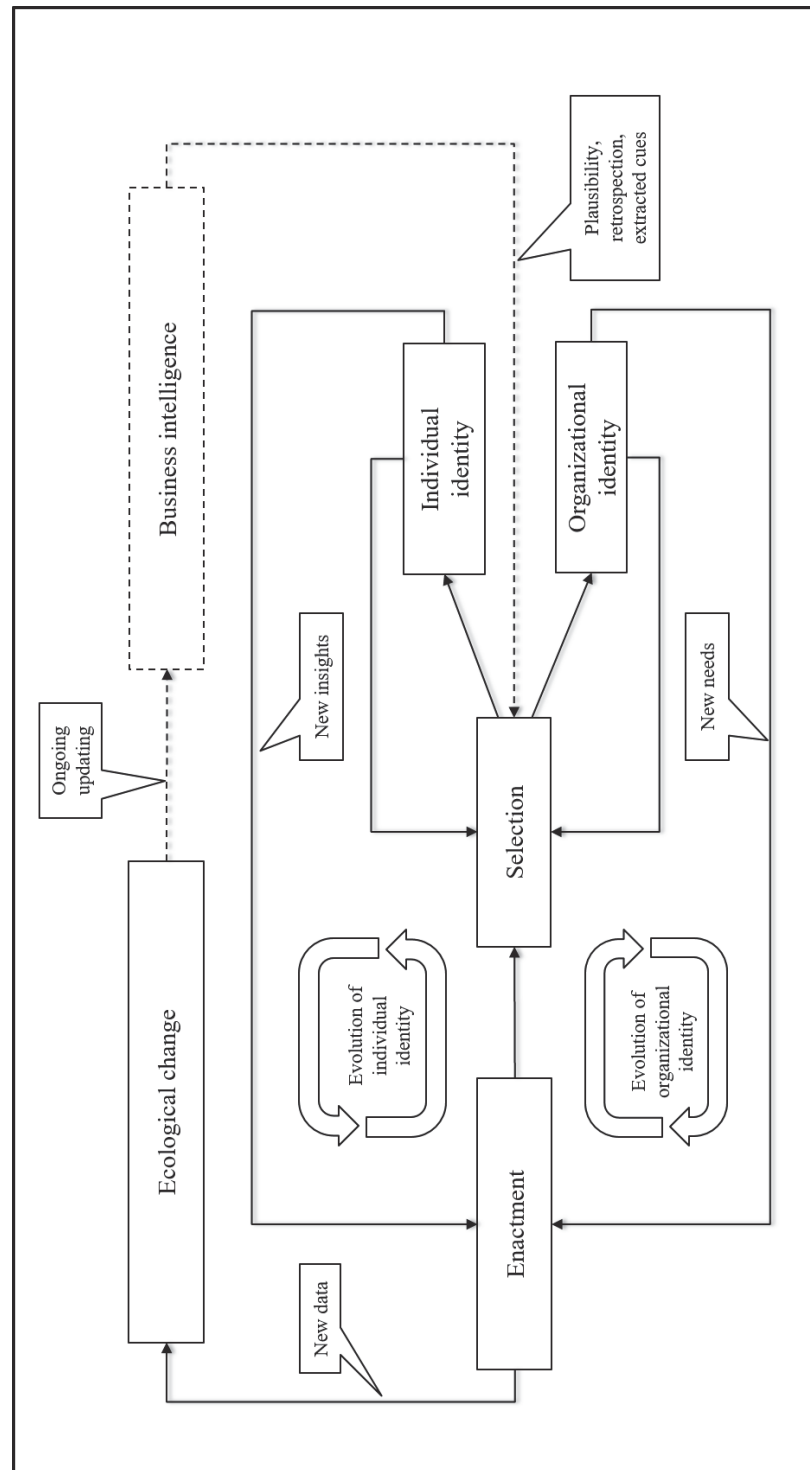 Ecological change
Ongoing
updating
Business intelligence
New data
New insights
Evolution of
individual
identity
Individual
identity
Enactment
Selection
Plausibility,
retrospection,
extracted cues
Evolution of
organizational
identity
Organizational
identity
New needs